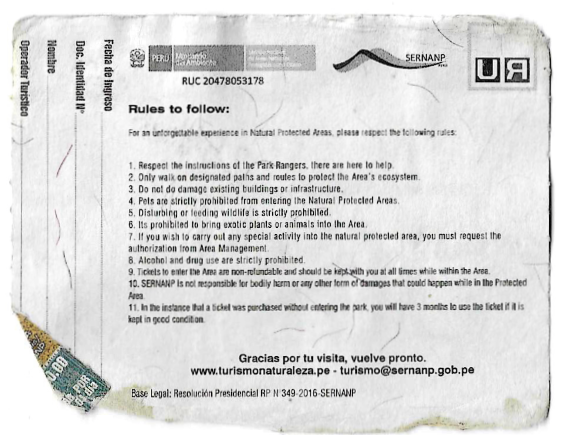 Fecha de Ingreso
Doc. Identidad Nº
Nombre
Operador Turístico
PERÚ Ministerio
del Ambiente
SERNANP
RUC 20478053178
UR
Rules to follow:
For an unforgettable experience in Natural Protected Areas, please respect the following rules:
1. Respect the instructions of the Park Rangers, there are here to help.
2. Only walk on designated paths and routes to protect the Area's ecosystem.
3. Do not do damage existing buildings or infrastructure.
4. Pets are strictly prohibited from entering the Natural Protected Areas.
5. Disturbing or feeding wildlife is strictly prohibited.
6. Its prohibited to bring exotic plants or animals into the Area.
7. If you wish to carry out any special activity into the natural protected area, you must request the
authorization from Area Management.
8. Alcohol and drug use are strictly prohibited.
9. Tickets to enter the Area are non-refundable and should be kept with you at all times while within the Area.
10. SERNANP is not responsible for bodily harm or any other form of damages that could happen while in the Protected
Area.
11. In the instance that a ticket was purchased without entering the park, you will have 3 months to use the ticket if it is
kept in good condition.
Gracias por tu visita, vuelve pronto.
www.turismonaturaleza.pe - turismo@sernanp.gob.pe
Base Legal: Resolución Presidencial RP N 349-2016-SERNANP